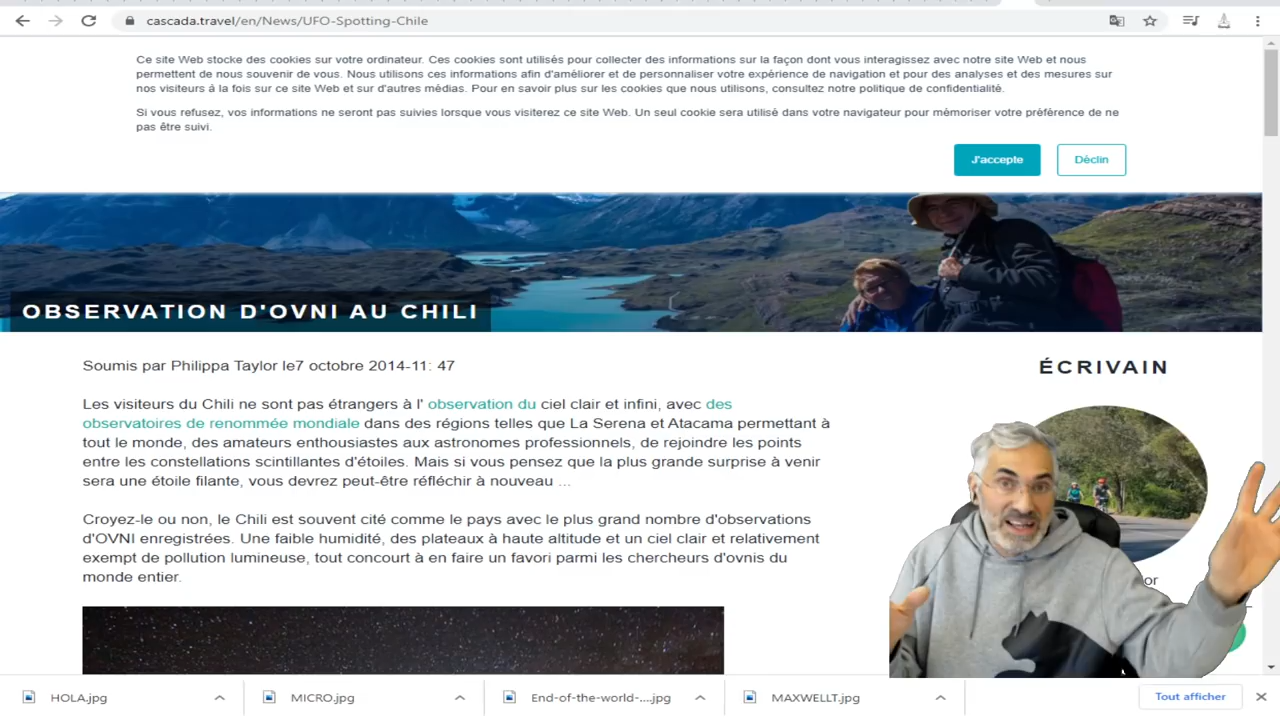 cascada.travel/en/News/UFO-Spotting-Chile
Ce site Web stocke des cookies sur votre ordinateur. Ces cookies sont utilisés pour collecter des informations sur la façon dont vous interagissez avec notre site Web et nous
permettent de nous souvenir de vous. Nous utilisons ces informations afin d'améliorer et de personnaliser votre expérience de navigation et pour des analyses et des mesures sur
nos visiteurs à la fois sur ce site Web et sur d'autres médias. Pour en savoir plus sur les cookies que nous utilisons, consultez notre politique de confidentialité.
Si vous refusez, vos informations ne seront pas suivies lorsque vous visiterez ce site Web. Un seul cookie sera utilisé dans votre navigateur pour mémoriser votre préférence de ne
pas être suivi.
J'accepte
Déclin
OBSERVATION D'OVNI AU CHILI
Soumis par Philippa Taylor le7 octobre 2014-11: 47
Les visiteurs du Chili ne sont pas étrangers à l' observation du ciel clair et infini, avec des
observatoires de renommée mondiale dans des régions telles que La Serena et Atacama permettant à
tout le monde, des amateurs enthousiastes aux astronomes professionnels, de rejoindre les points
entre les constellations scintillantes d'étoiles. Mais si vous pensez que la plus grande surprise à venir
sera une étoile filante, vous devrez peut-être réfléchir à nouveau ...
Croyez-le ou non, le Chili est souvent cité comme le pays avec le plus grand nombre d'observations
d'OVNI enregistrées. Une faible humidité, des plateaux à haute altitude et un ciel clair et relativement
exempt de pollution lumineuse, tout concourt à en faire un favori parmi les chercheurs d'ovnis du
monde entier.
ÉCRIVAIN
or
HOLA.jpg
MICRO.jpg
End-of-the-world-....jpg
MAXWELLT.jpg
Tout afficher